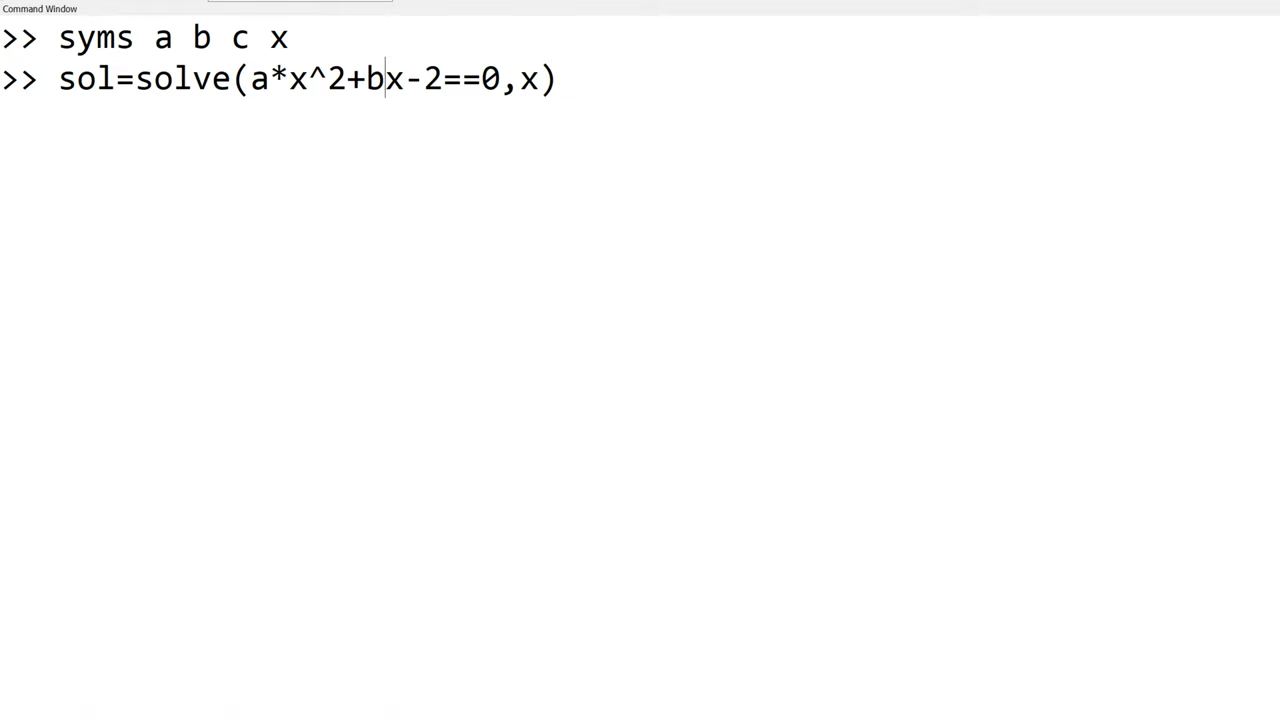 Command Window
>> syms a b c x
>> sol=solve(a*x^2+bx-2==0,x)